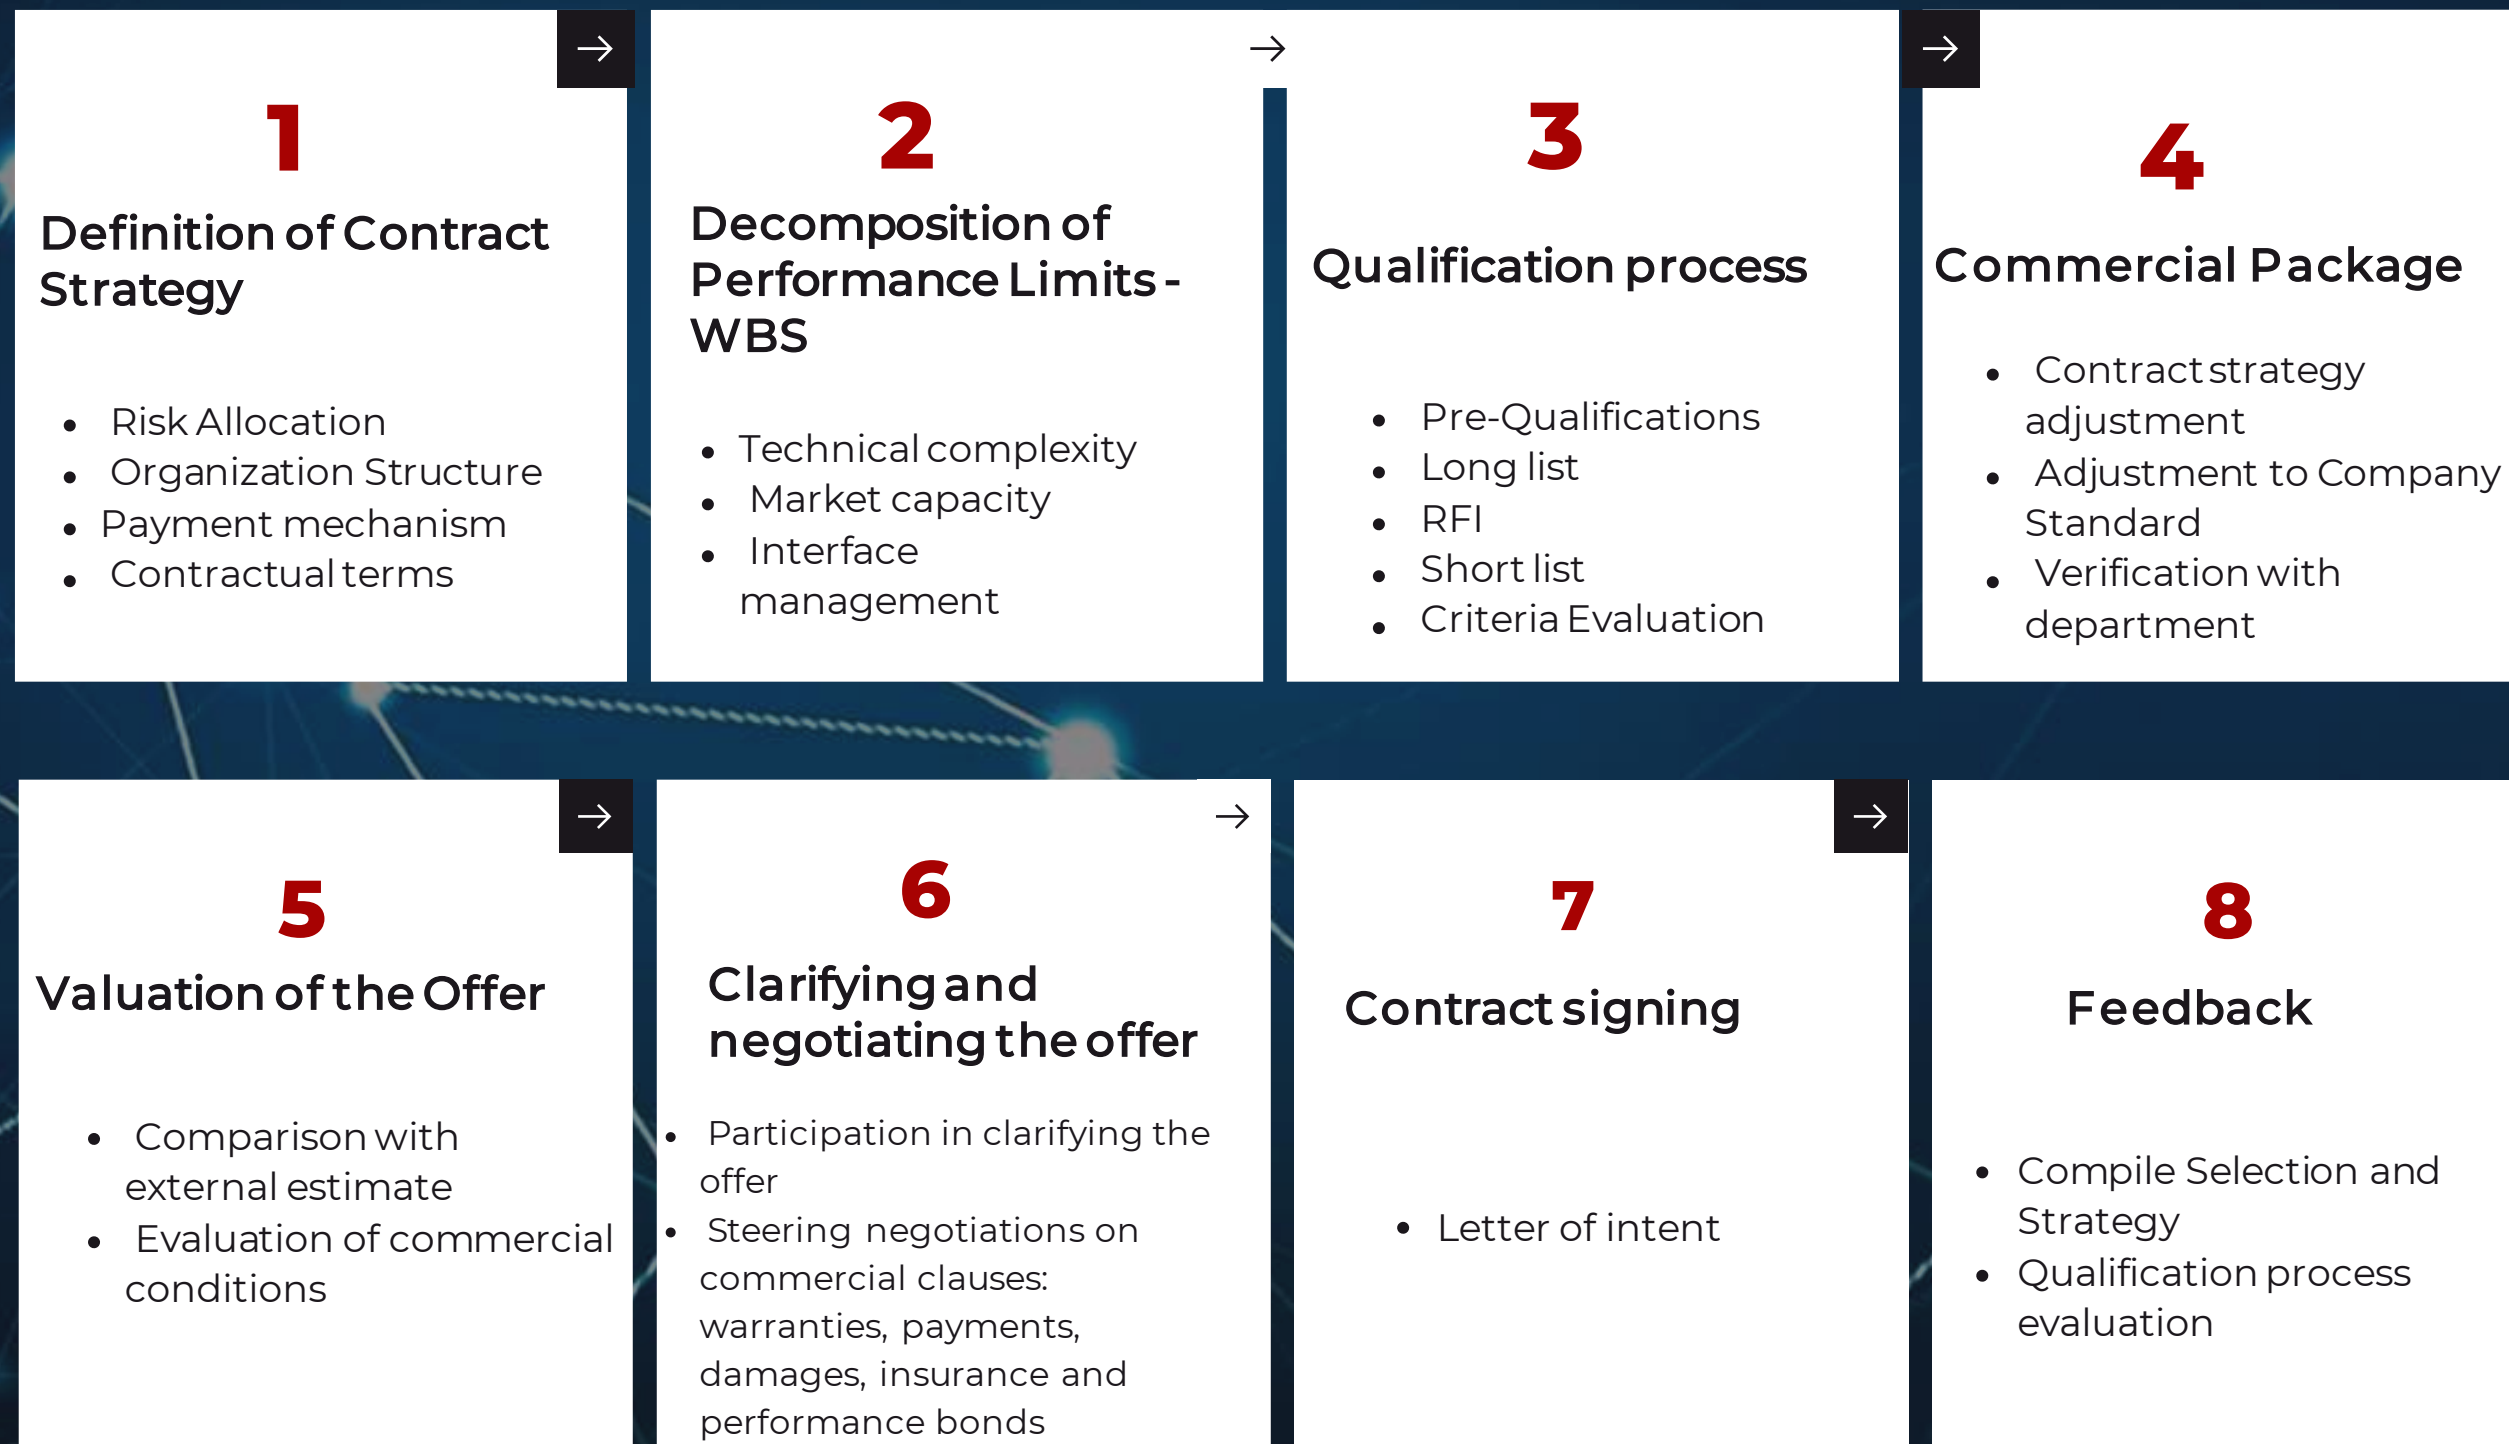 1
Definition of Contract
Strategy
• Risk Allocation
• Organization Structure
• Payment mechanism
• Contractual terms
2
Decomposition of
Performance Limits -
WBS
• Technical complexity
• Market capacity
• Interface
management
3
Qualification process
• Pre-Qualifications
• Long list
• RFI
• Short list
• Criteria Evaluation
4
Commercial Package
• Contract strategy
adjustment
• Adjustment to Company
Standard
• Verification with
department
5
Valuation of the Offer
• Comparison with
external estimate
• Evaluation of commercial
conditions
6
Clarifying and
negotiating the offer
• Participation in clarifying the
offer
• Steering negotiations on
commercial clauses:
warranties, payments,
damages, insurance and
performance bonds
7
Contract signing
• Letter of intent
8
Feedback
• Compile Selection and
Strategy
• Qualification process
evaluation